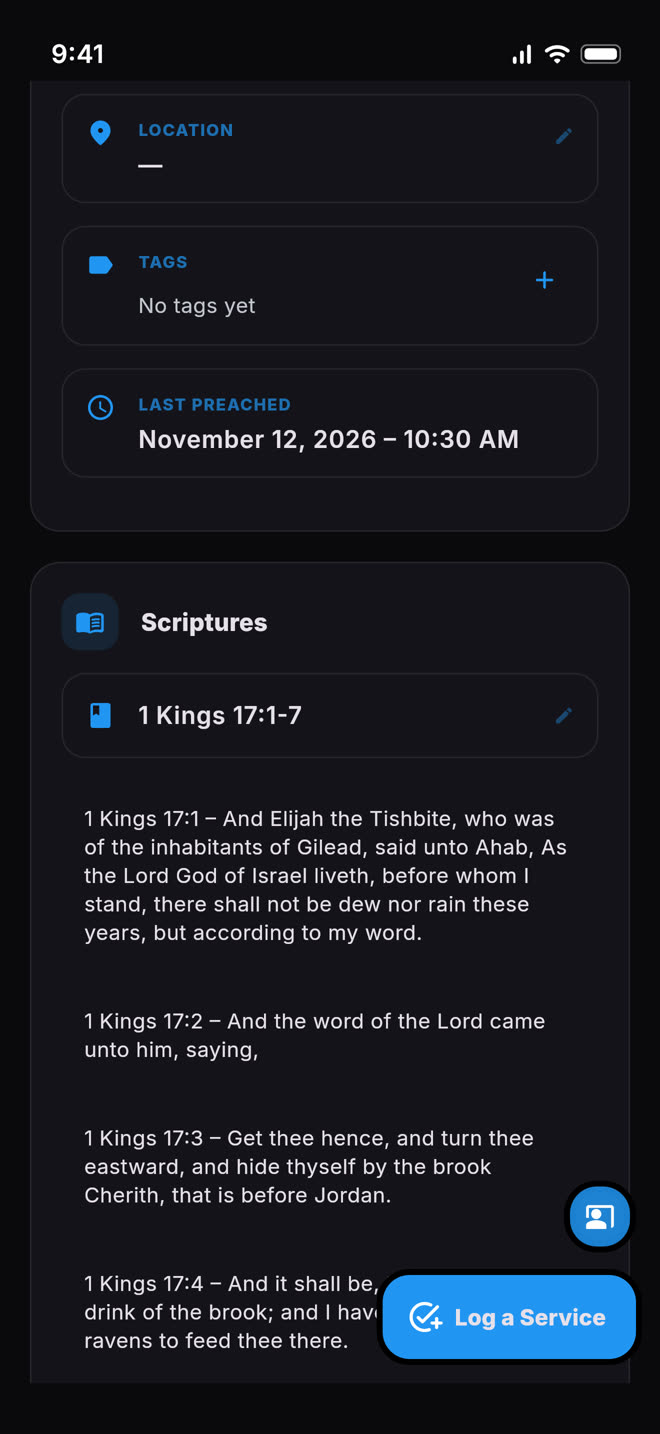 9:41
LOCATION
—
TAGS
No tags yet
LAST PREACHED
November 12, 2026 – 10:30 AM
Scriptures
1 Kings 17:1-7
1 Kings 17:1 – And Elijah the Tishbite, who was
of the inhabitants of Gilead, said unto Ahab, As
the Lord God of Israel liveth, before whom I
stand, there shall not be dew nor rain these
years, but according to my word.
1 Kings 17:2 – And the word of the Lord came
unto him, saying,
1 Kings 17:3 – Get thee hence, and turn thee
eastward, and hide thyself by the brook
Cherith, that is before Jordan.
1 Kings 17:4 – And it shall be,
drink of the brook; and I have
ravens to feed thee there.
Log a Service